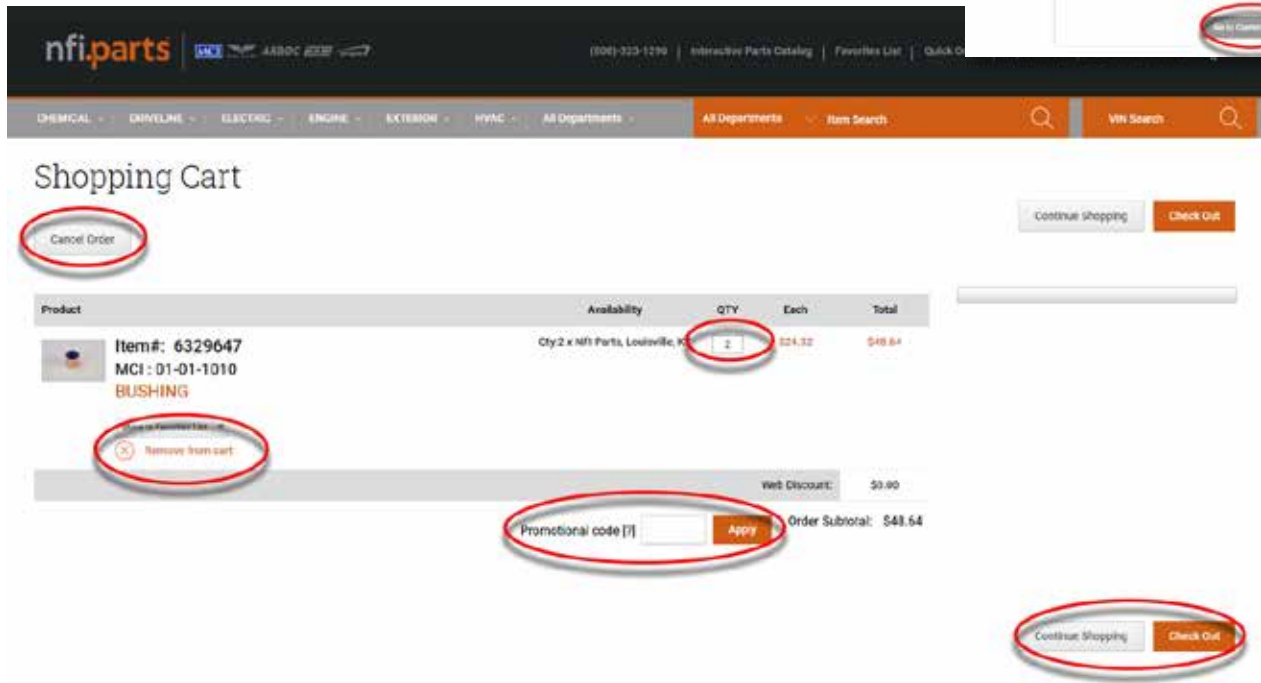 nfi.parts MCI ARBOC
(800)-323-1290 | Interactive Parts Catalog | Favorites List | Quick
CHEMICAL DRIVELINE ELECTRIC ENGINE EXTERIOR HVAC All Departments All Departments Item Search VIN Search
Shopping Cart
Continue Shopping Check Out
Cancel Order
Product Availability QTY Each Total
Item#: 6329647 Qty:2 x NFI Parts, Louisville, 2 $24.32 $48.64
MCI : 01-01-1010
BUSHING
Remove from cart
Web Discount: $0.00
Promotional code [?] Apply Order Subtotal: $48.64
Continue Shopping Check Out